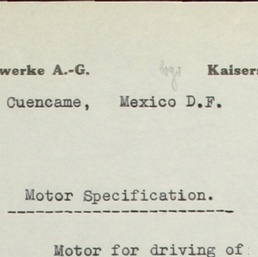 werke A.-G. Kaisers
Cuencame, Mexico D.F.
Motor Specification.
Motor for driving of: